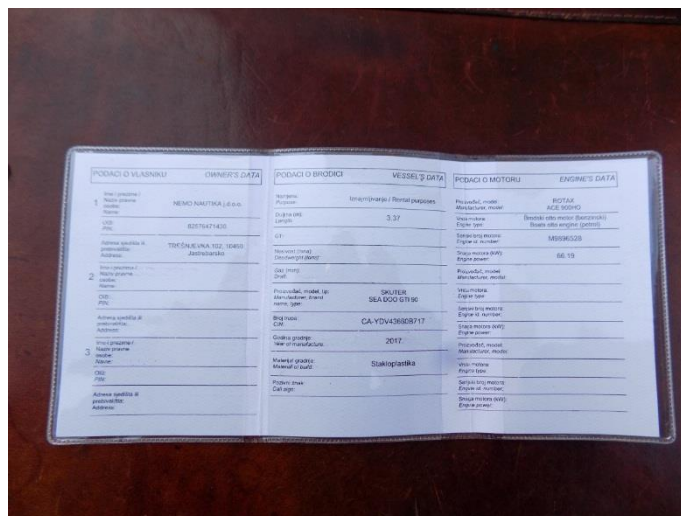 PODACI O VLASNIKU OWNER'S DATA
1
Ime i prezime /
Naziv pravne
osobe:
Name:
NEMO NAUTIKA j.d.o.o.
OIB:
PIN:
Adresa sjedišta ili
prebivališta:
Address:
TREŠNJEVKA 102, 10450
Jastrebarsko
2
Ime i prezime /
Naziv pravne
osobe:
Name:
OIB:
PIN:
Adresa sjedišta ili
prebivališta:
Address:
3
Ime i prezime /
Naziv pravne
osobe:
Name:
OIB:
PIN:
Adresa sjedišta ili
prebivališta:
Address:
PODACI O BRODICI VESSEL'S DATA
Namjena:
Purpose:
Iznajmljivanje / Rental purposes
Duljina (m):
Length:
3.37
GT:
Nosivost (tona):
Deadweight (tons):
Gaz (mm):
Draft:
Proizvođač, model, tip:
Manufacturer, brand
name, type:
SKUTER
SEA DOO GTI 90
Broj trupa:
CIN:
Godina gradnje:
Year of manufacture:
2017.
Materijal gradnje:
Material of build:
Stakloplastika
Pozivni znak:
Call sign:
PODACI O MOTORU ENGINE'S DATA
Proizvođač, model:
Manufacturer, model:
ROTAX
ACE 900HO
Vrsta motora:
Engine type:
Brodski otto motor (benzinski)
Boats otto engine (petrol)
Serijski broj motora:
Engine id. number:
M9896528
Snaga motora (kW):
Engine power:
66.19
Proizvođač, model:
Manufacturer, model:
Vrsta motora:
Engine type:
Serijski broj motora:
Engine id. number:
Snaga motora (kW):
Engine power:
Proizvođač, model:
Manufacturer, model:
Vrsta motora:
Engine type:
Serijski broj motora:
Engine id. number:
Snaga motora (kW):
Engine power: